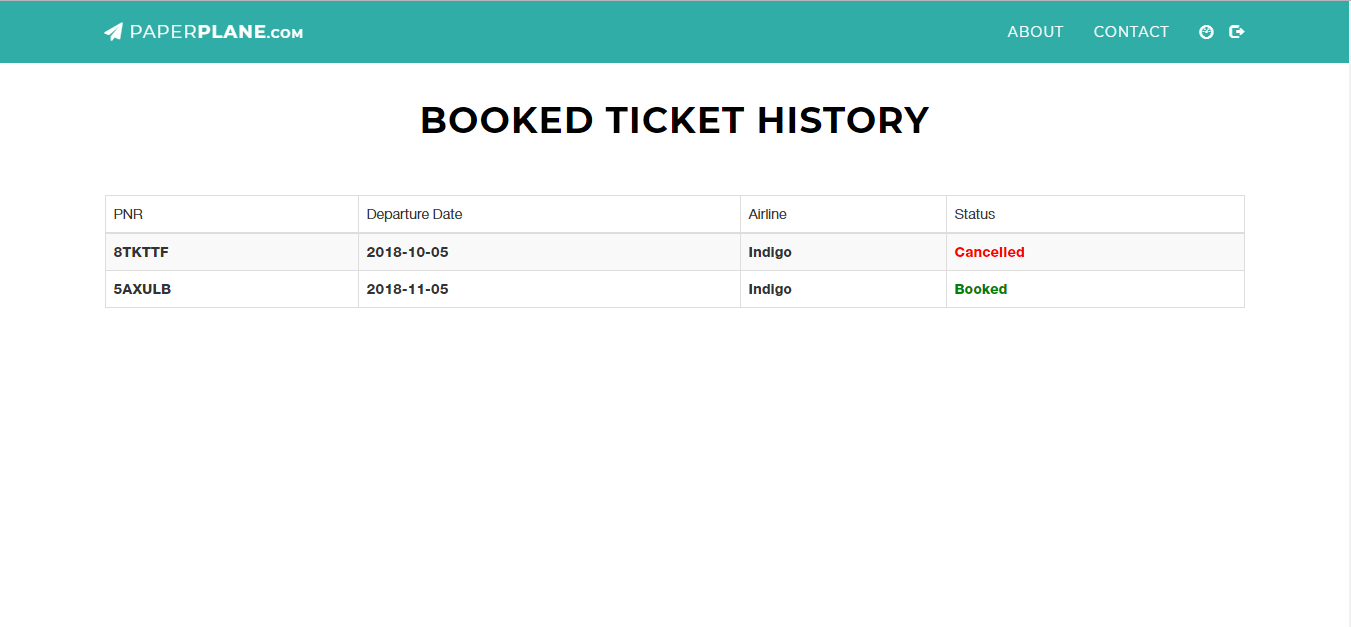 PAPERPLANE.COM ABOUT CONTACT
BOOKED TICKET HISTORY
PNR Departure Date Airline Status
8TKTTF 2018-10-05 Indigo Cancelled
5AXULB 2018-11-05 Indigo Booked